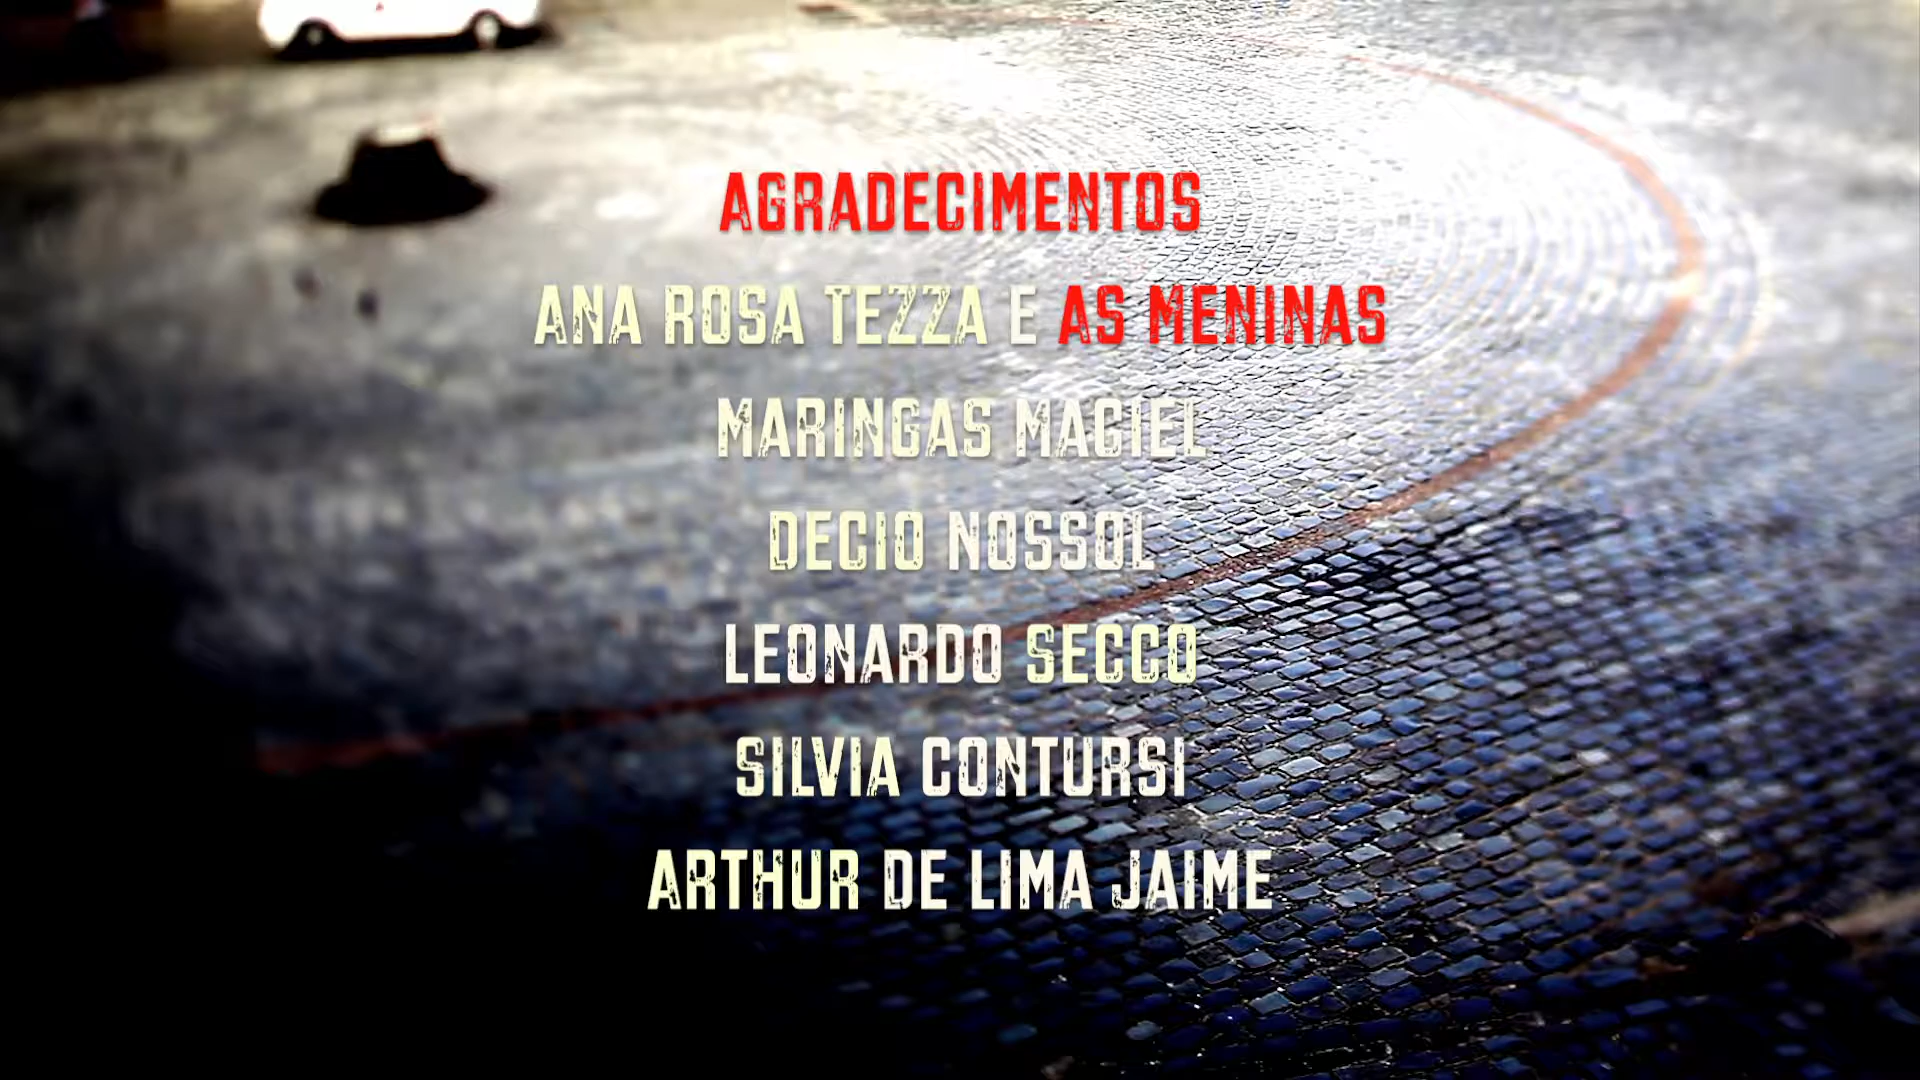 AGRADECIMENTOS
ANA ROSA TEZZA E AS MENINAS
MARINGAS MACIEL
DECIO NOSSOL
LEONARDO SECCO
SILVIA CONTURSI
ARTHUR DE LIMA JAIME